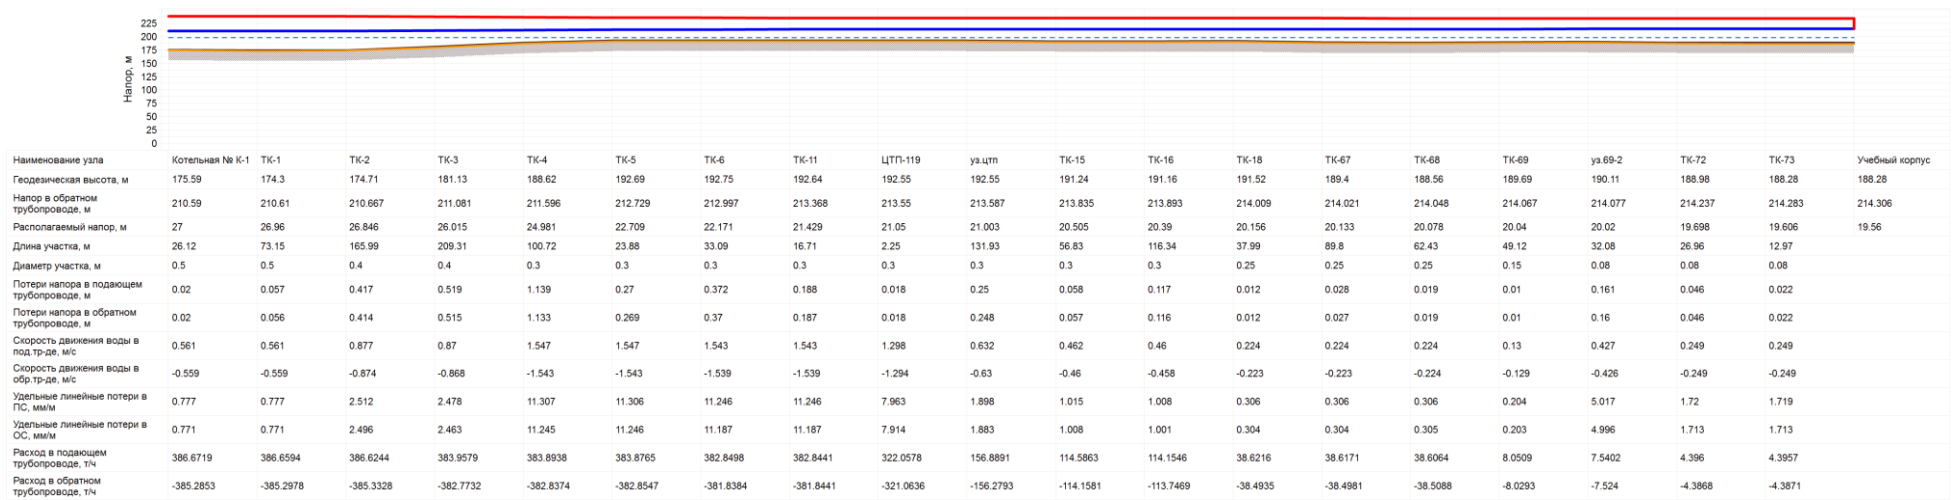 225
200
175
150
125
100
75
50
25
0
Напор, м
Наименование узла Котельная № К-1 ТК-1 ТК-2 ТК-3 ТК-4 ТК-5 ТК-6 ТК-11 ЦТП-119 уз.цтп ТК-15 ТК-16 ТК-18 ТК-67 ТК-68 ТК-69 уз.69-2 ТК-72 ТК-73 Учебный корпус
Геодезическая высота, м 175.59 174.3 174.71 181.13 188.62 192.69 192.75 192.64 192.55 192.55 191.24 191.16 191.52 189.4 188.56 189.69 190.11 188.98 188.28 188.28
Напор в обратном
трубопроводе, м 210.59 210.61 210.667 211.081 211.596 212.729 212.997 213.368 213.55 213.587 213.835 213.893 214.009 214.021 214.048 214.067 214.077 214.237 214.283 214.306
Располагаемый напор, м 27 26.96 26.846 26.015 24.981 22.709 22.171 21.429 21.05 21.003 20.505 20.39 20.156 20.133 20.078 20.04 20.02 19.698 19.606 19.56
Длина участка, м 26.12 73.15 165.99 209.31 100.72 23.88 33.09 16.71 2.25 131.93 56.83 116.34 37.99 89.8 62.43 49.12 32.08 26.96 12.97
Диаметр участка, м 0.5 0.5 0.4 0.4 0.3 0.3 0.3 0.3 0.3 0.3 0.3 0.3 0.25 0.25 0.25 0.15 0.08 0.08 0.08
Потери напора в подающем
трубопроводе, м 0.02 0.057 0.417 0.519 1.139 0.27 0.372 0.188 0.018 0.25 0.058 0.117 0.012 0.028 0.019 0.01 0.161 0.046 0.022
Потери напора в обратном
трубопроводе, м 0.02 0.056 0.414 0.515 1.133 0.269 0.37 0.187 0.018 0.248 0.057 0.116 0.012 0.027 0.019 0.01 0.16 0.046 0.022
Скорость движения воды в
под.тр-де, м/с 0.561 0.561 0.877 0.87 1.547 1.547 1.543 1.543 1.298 0.632 0.462 0.46 0.224 0.224 0.224 0.13 0.427 0.249 0.249
Скорость движения воды в
обр.тр-де, м/с -0.559 -0.559 -0.874 -0.868 -1.543 -1.543 -1.539 -1.539 -1.294 -0.63 -0.46 -0.458 -0.223 -0.223 -0.224 -0.129 -0.426 -0.249 -0.249
Удельные линейные потери в
ПС, мм/м 0.777 0.777 2.512 2.478 11.307 11.306 11.246 11.246 7.963 1.898 1.015 1.008 0.306 0.306 0.306 0.204 5.017 1.72 1.719
Удельные линейные потери в
ОС, мм/м 0.771 0.771 2.496 2.463 11.245 11.246 11.187 11.187 7.914 1.883 1.008 1.001 0.304 0.304 0.305 0.203 4.996 1.713 1.713
Расход в подающем
трубопроводе, т/ч 386.6719 386.6594 386.6244 383.9579 383.8938 383.8765 382.8498 382.8441 322.0578 156.8891 114.5863 114.1546 38.6216 38.6171 38.6064 8.0509 7.5402 4.396 4.3957
Расход в обратном
трубопроводе, т/ч -385.2853 -385.2978 -385.3328 -382.7732 -382.8374 -382.8547 -381.8384 -381.8441 -321.0636 -156.2793 -114.1581 -113.7469 -38.4935 -38.4981 -38.5088 -8.0293 -7.524 -4.3868 -4.3871